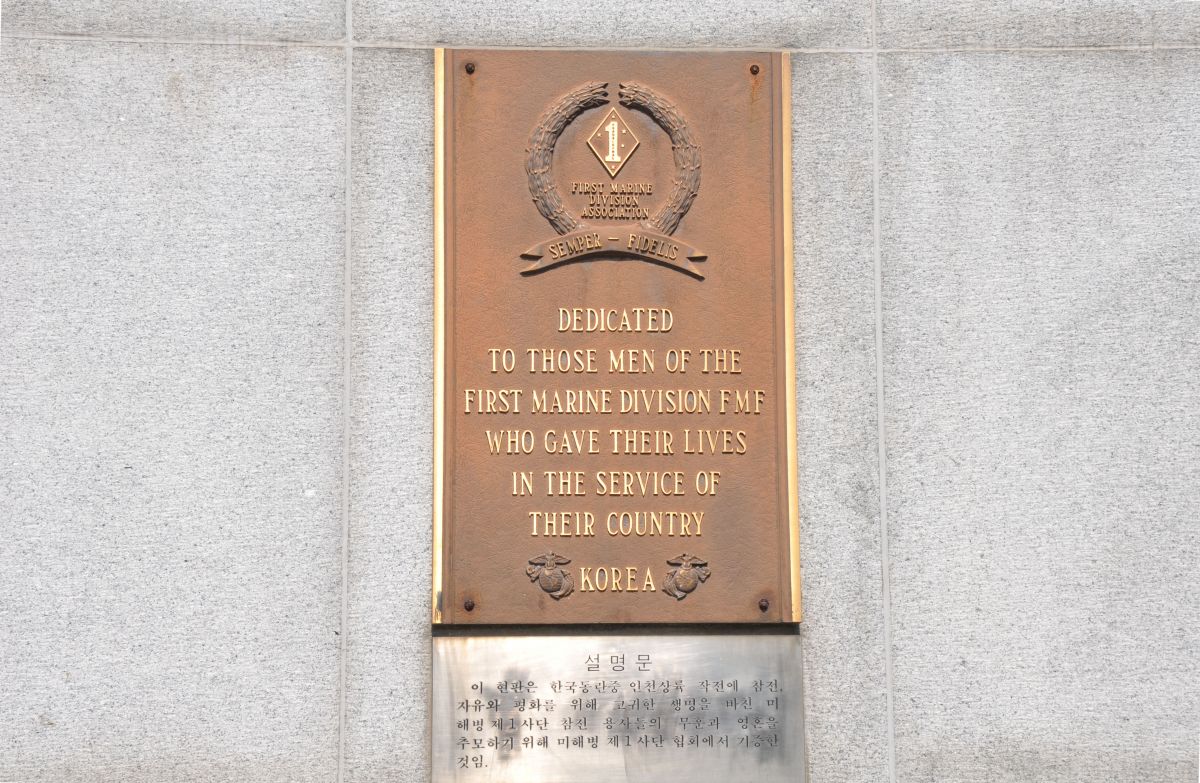 1
FIRST MARINE
DIVISION
ASSOCIATION
SEMPER - FIDELIS
DEDICATED
TO THOSE MEN OF THE
FIRST MARINE DIVISION FMF
WHO GAVE THEIR LIVES
IN THE SERVICE OF
THEIR COUNTRY
KOREA
설명문
이 현판은 한국동란중 인천상륙 작전에 참전,
자유와 평화를 위해 고귀한 생명을 바친 미
해병 제1사단 참전 용사들의 무훈과 영혼을
추모하기 위해 미해병 제1사단 협회에서 기증한
것임.